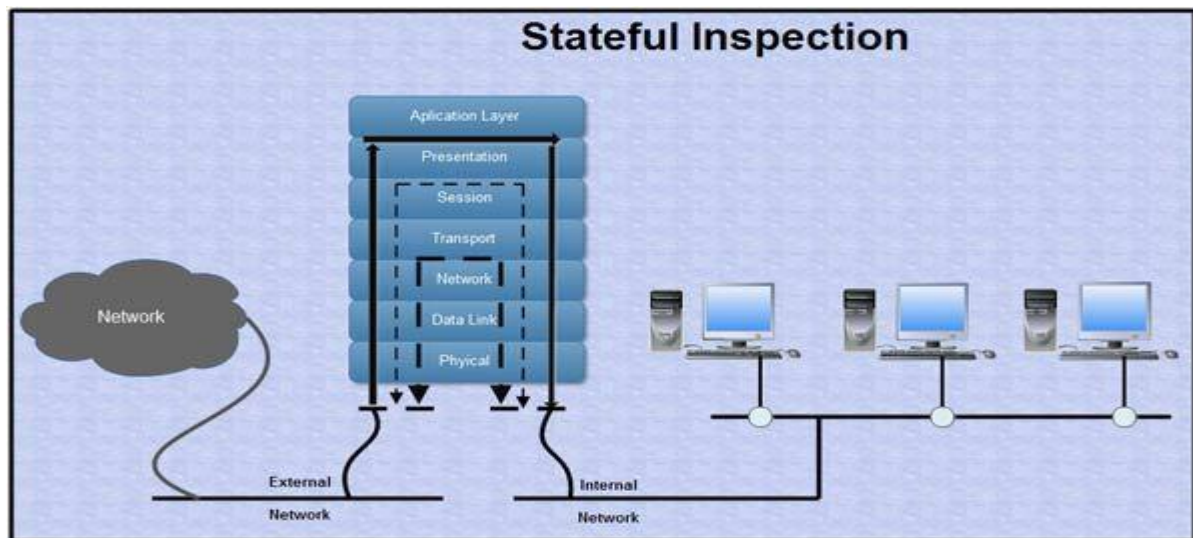 Stateful Inspection
Aplication Layer
Presentation
Session
Transport
Network
Data Link
Phyical
Network
External
Network
Internal
Network